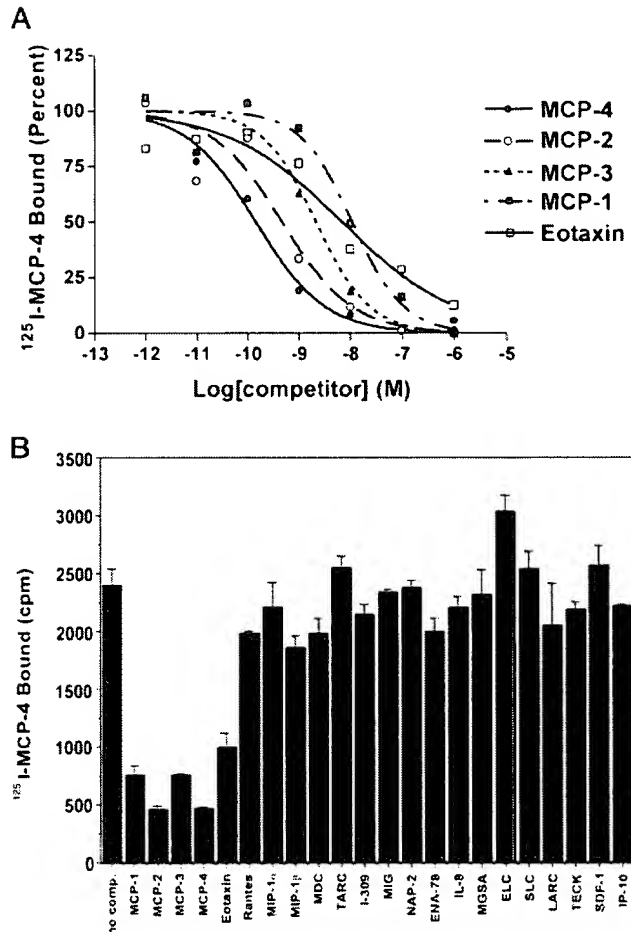 A
125
100
75
50
25
0
¹²⁵I-MCP-4 Bound (Percent)
-13 -12 -11 -10 -9 -8 -7 -6 -5
Log[competitor] (M)
MCP-4
MCP-2
MCP-3
MCP-1
Eotaxin
B
3500
3000
2500
2000
1500
1000
500
0
¹²⁵I-MCP-4 Bound (cpm)
no comp.
MCP-1
MCP-2
MCP-3
MCP-4
Eotaxin
Rantes
MIP-1α
MIP-1β
MDC
TARC
I-309
MIG
NAP-2
ENA-78
IL-8
MGSA
ELC
SLC
LARC
TECK
SDF-1
IP-10